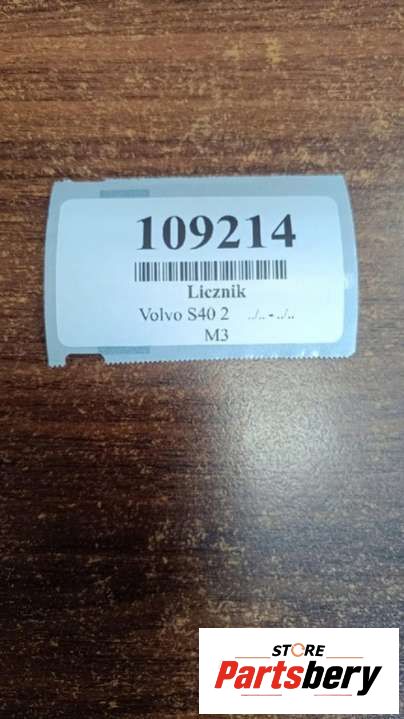 109214
Licznik
Volvo S40 2 ../.. - ../..
M3
STORE
Partsbery